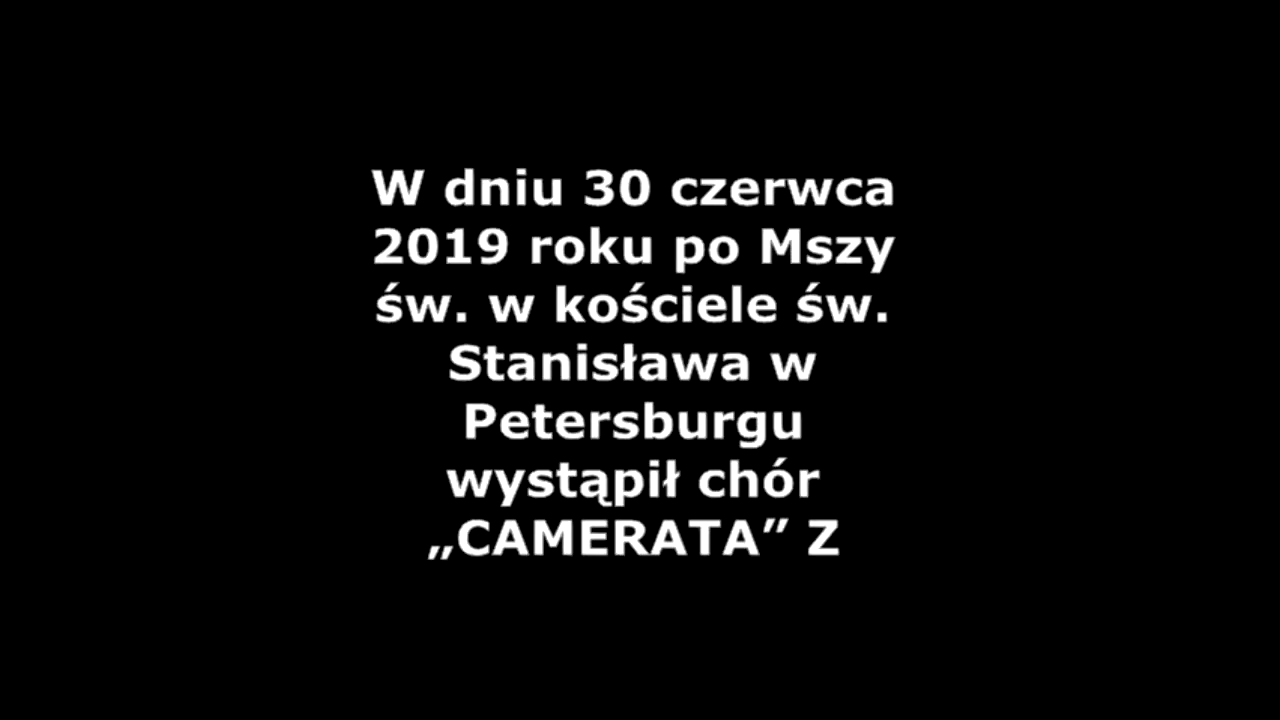 W dniu 30 czerwca
2019 roku po Mszy
św. w kościele św.
Stanisława w
Petersburgu
wystąpił chór
„CAMERATA” Z